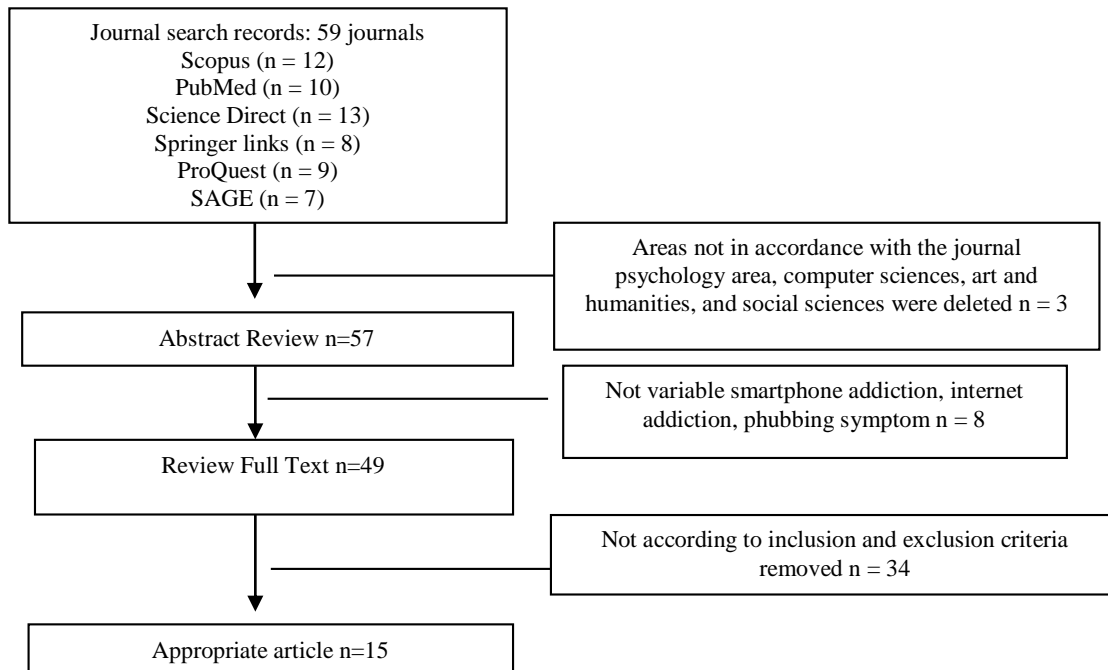 Journal search records: 59 journals
Scopus (n = 12)
PubMed (n = 10)
Science Direct (n = 13)
Springer links (n = 8)
ProQuest (n = 9)
SAGE (n = 7)
Areas not in accordance with the journal
psychology area, computer sciences, art and
humanities, and social sciences were deleted n = 3
Abstract Review n=57
Not variable smartphone addiction, internet
addiction, phubbing symptom n = 8
Review Full Text n=49
Not according to inclusion and exclusion criteria
removed n = 34
Appropriate article n=15